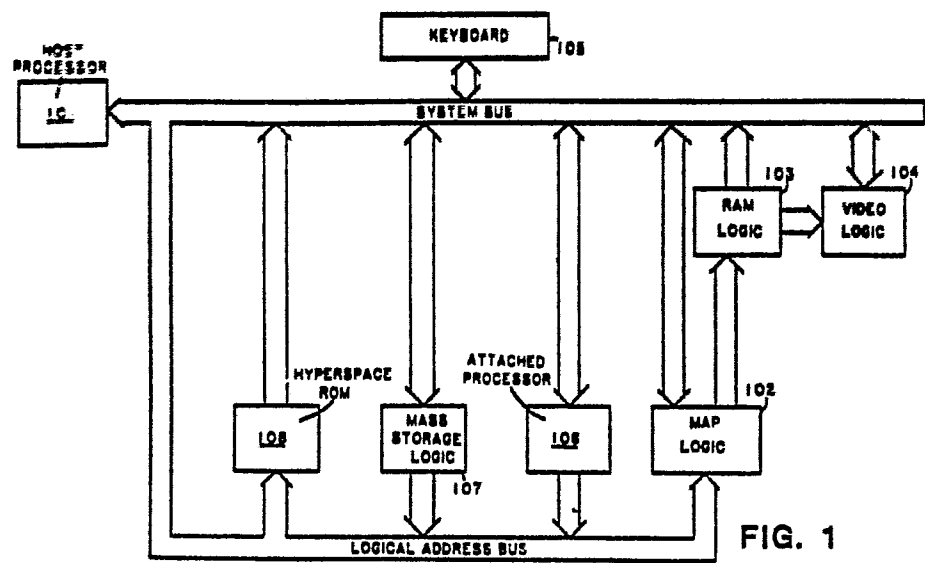 KEYBOARD
105
HOST
PROCESSOR
SYSTEM BUS
103
104
RAM
LOGIC
VIDEO
LOGIC
HYPERSPACE
ROM
ATTACHED
PROCESSOR
102
108
MASS
STORAGE
LOGIC
106
MAP
LOGIC
107
LOGICAL ADDRESS BUS
FIG. 1